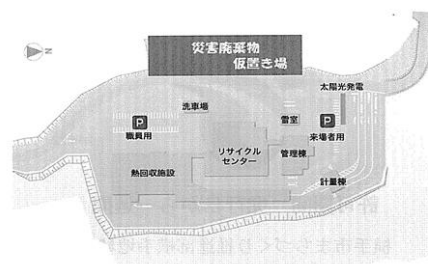 災害廃棄物
仮置き場
N
太陽光発電
洗車場
雪室
P
職員用
P
来場者用
リサイクル
センター
管理棟
熱回収施設
計量棟